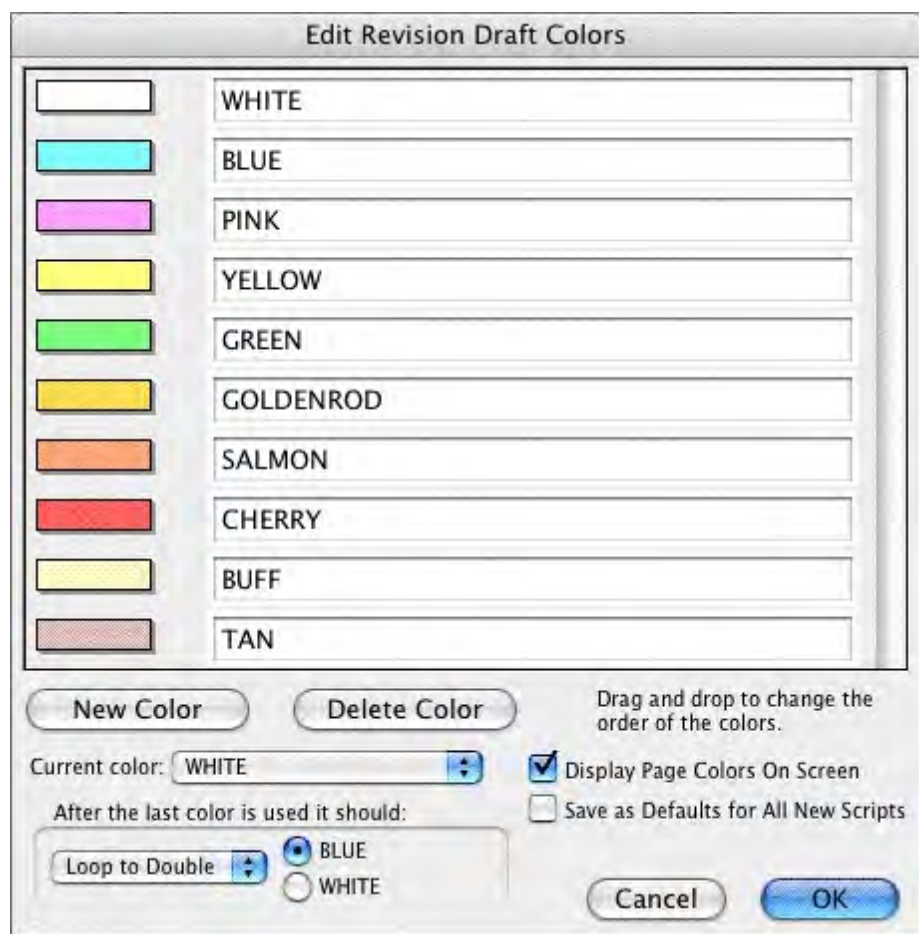 Edit Revision Draft Colors
WHITE
BLUE
PINK
YELLOW
GREEN
GOLDENROD
SALMON
CHERRY
BUFF
TAN
New Color
Delete Color
Drag and drop to change the
order of the colors.
Current color: WHITE
Display Page Colors On Screen
After the last color is used it should:
Save as Defaults for All New Scripts
Loop to Double
BLUE
WHITE
Cancel
OK